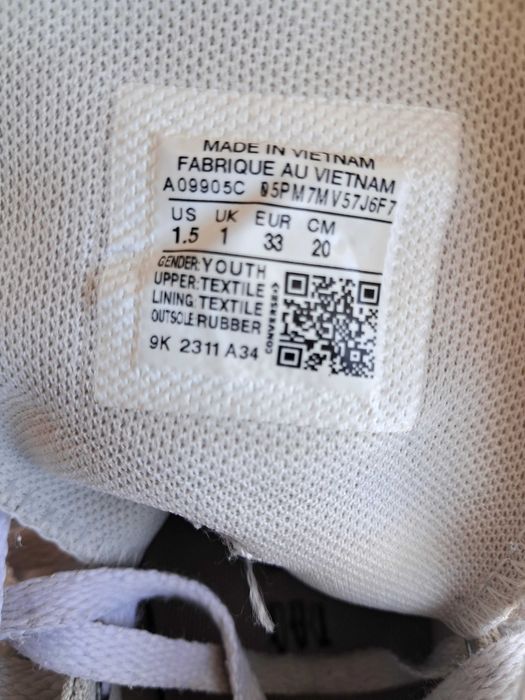 MADE IN VIETNAM
FABRIQUE AU VIETNAM
A09905C 05PM7MV57J6F7
US UK EUR CM
1.5 1 33 20
GENDER: YOUTH
UPPER: TEXTILE
LINING: TEXTILE
OUTSOLE: RUBBER
9K 2311 A34